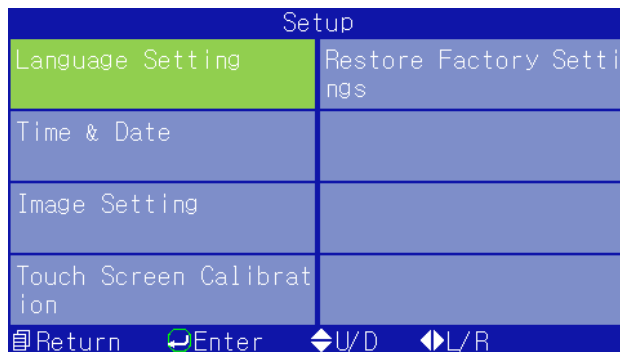 Setup
Language Setting
Restore Factory Setti
ngs
Time & Date
Image Setting
Touch Screen Calibrat
ion
Return Enter U/D L/R